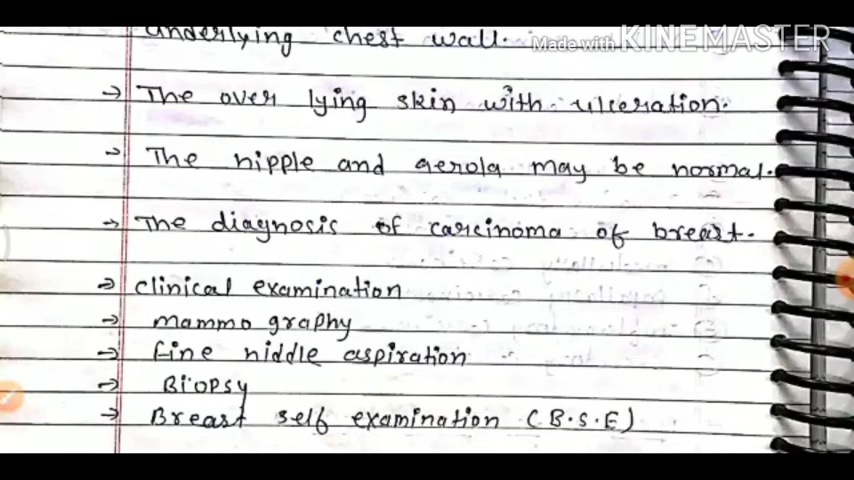 underlying chest wall.
Made with KINEMASTER
→ The over lying skin with ulceration.
→ The nipple and aerola may be normal.
→ The diagnosis of carcinoma of breast.
→ clinical examination
→ mammo graphy
→ fine niddle aspiration
→ Biopsy
→ Breast self examination (B.S.E)